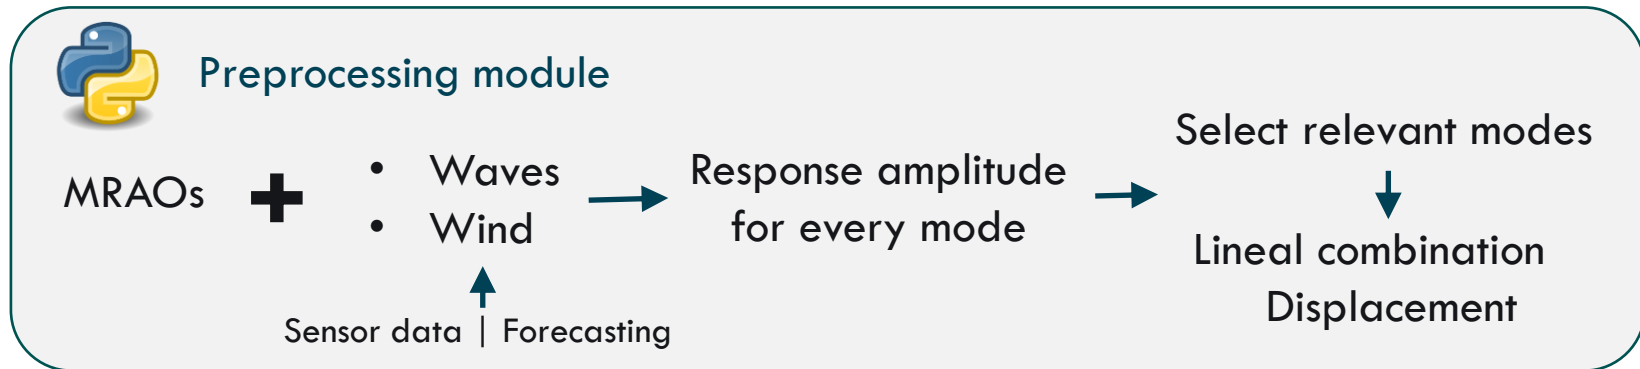 Preprocessing module
MRAOs
• Waves
• Wind
Sensor data | Forecasting
Response amplitude
for every mode
Select relevant modes
Lineal combination
Displacement